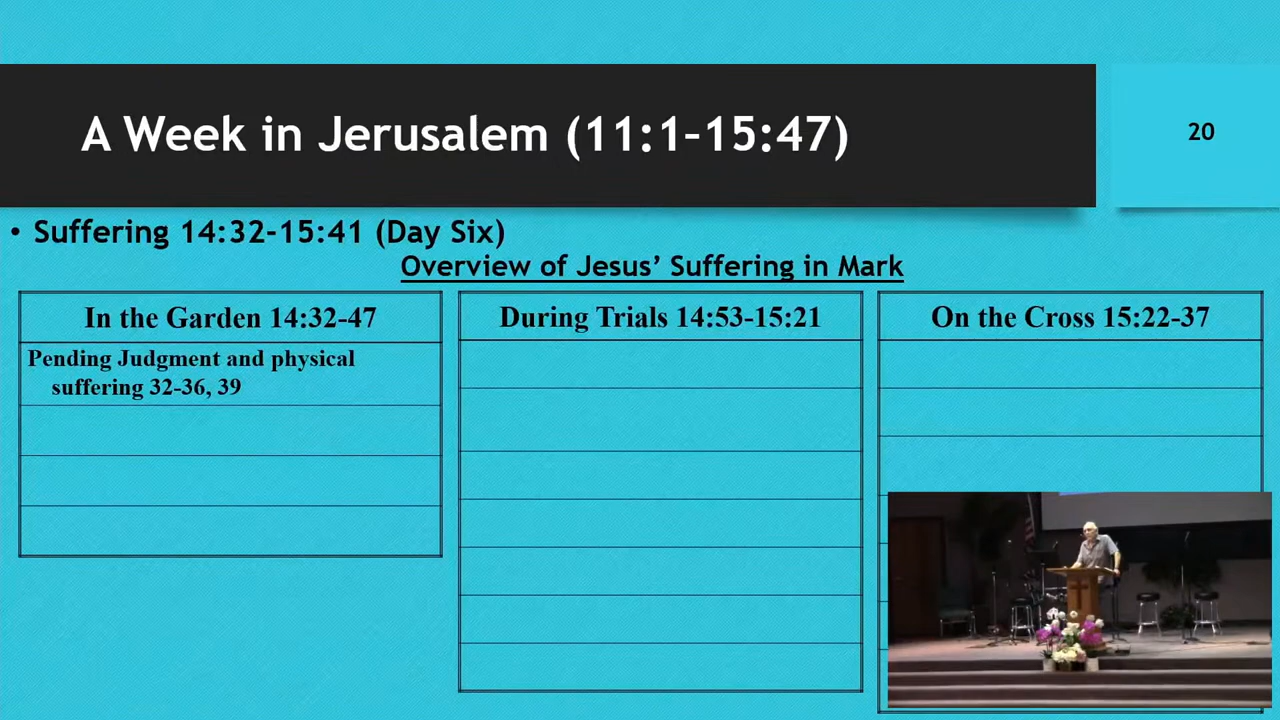 A Week in Jerusalem (11:1–15:47)
20
• Suffering 14:32-15:41 (Day Six)
Overview of Jesus’ Suffering in Mark
In the Garden 14:32-47
Pending Judgment and physical
suffering 32-36, 39
During Trials 14:53-15:21
On the Cross 15:22-37